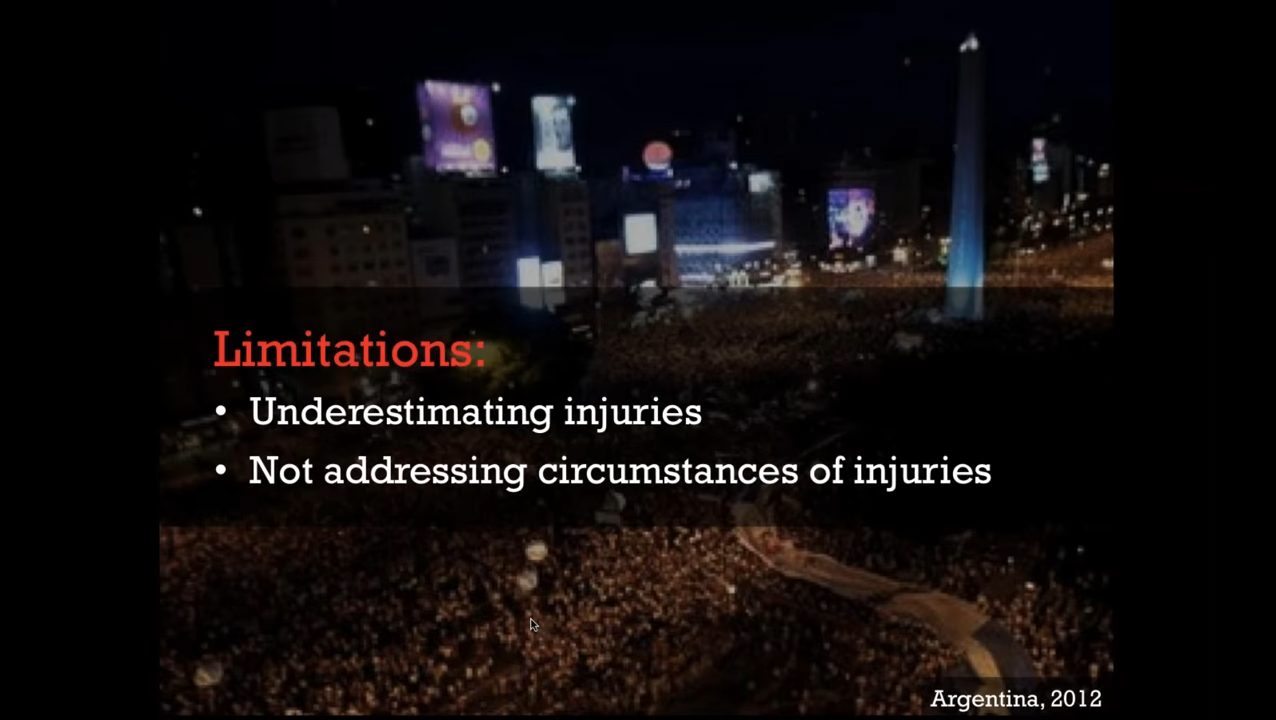 Limitations:
• Underestimating injuries
• Not addressing circumstances of injuries
Argentina, 2012